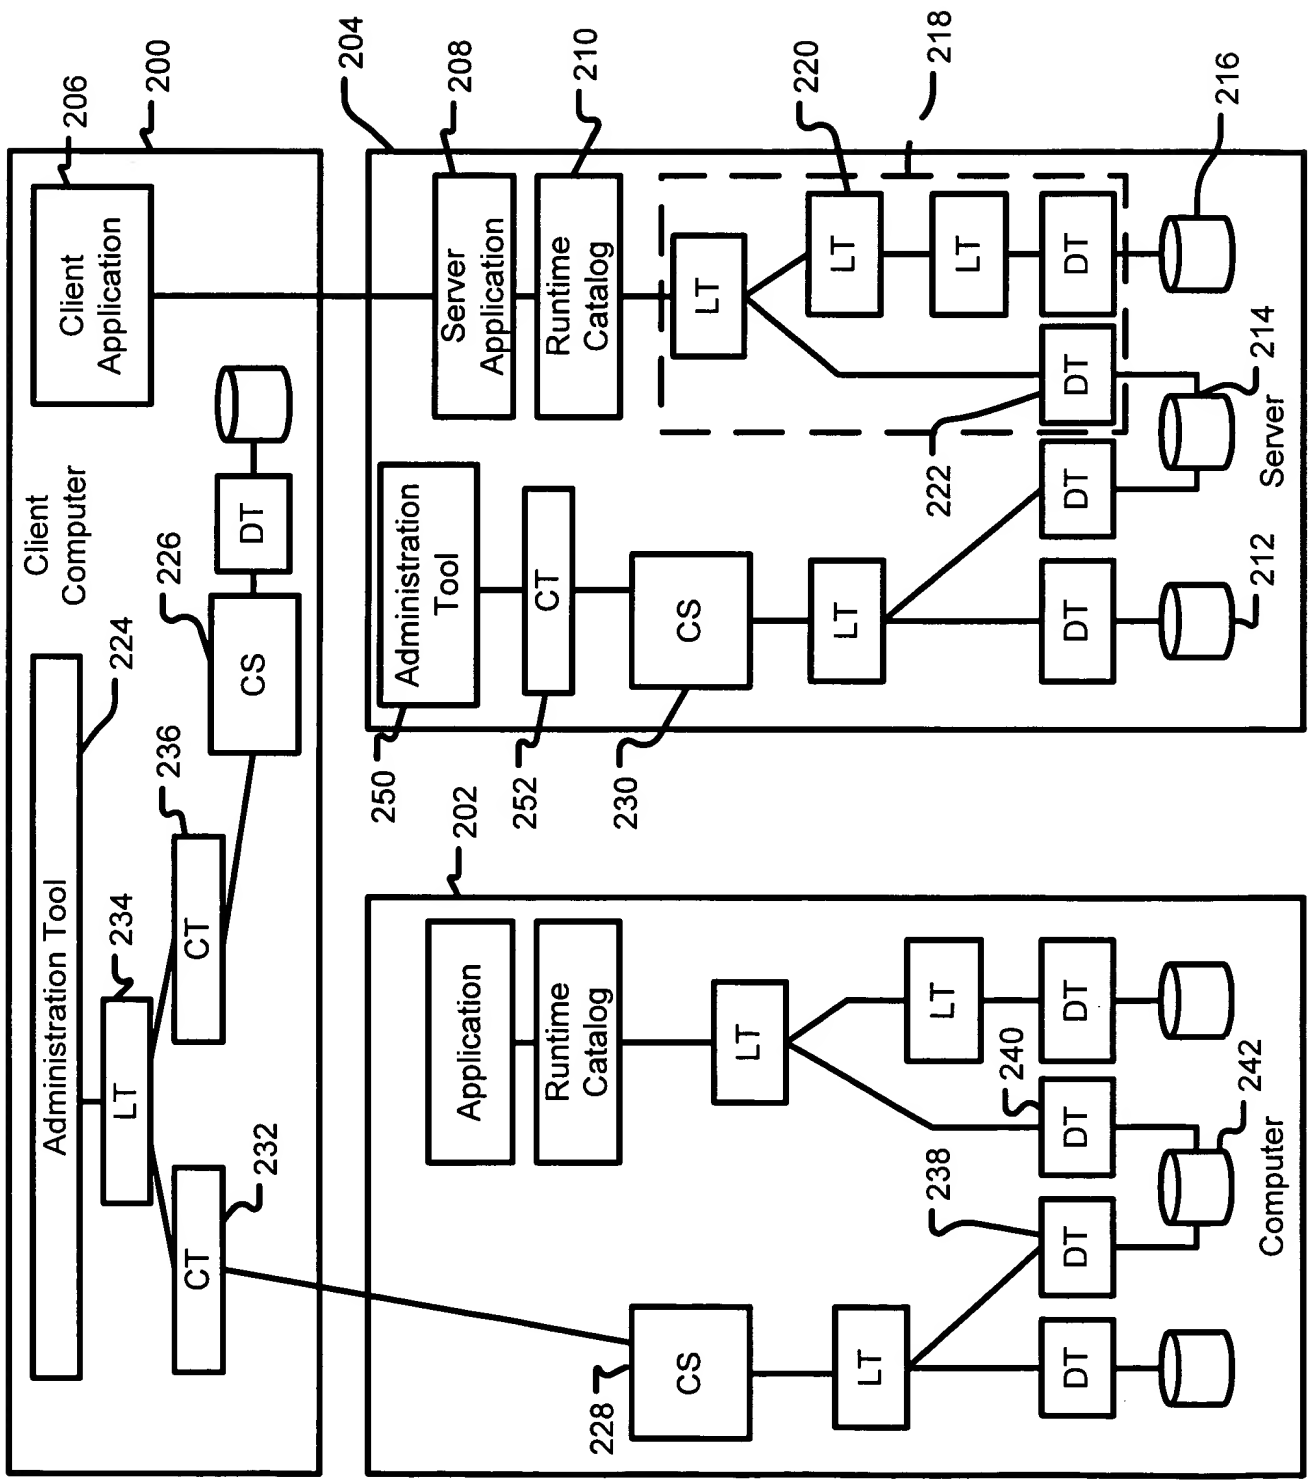 Administration Tool
Client
Computer
Client
Application
206
200
224
LT
234
CT
232
CT
236
CS
226
DT
202
Application
Runtime
Catalog
228
CS
LT
LT
LT
238
240
DT
DT
DT
DT
242
Computer
204
250
Administration
Tool
Server
Application
208
252
CT
Runtime
Catalog
210
230
CS
LT
LT
LT
220
218
LT
222
DT
DT
DT
DT
212
214
216
Server